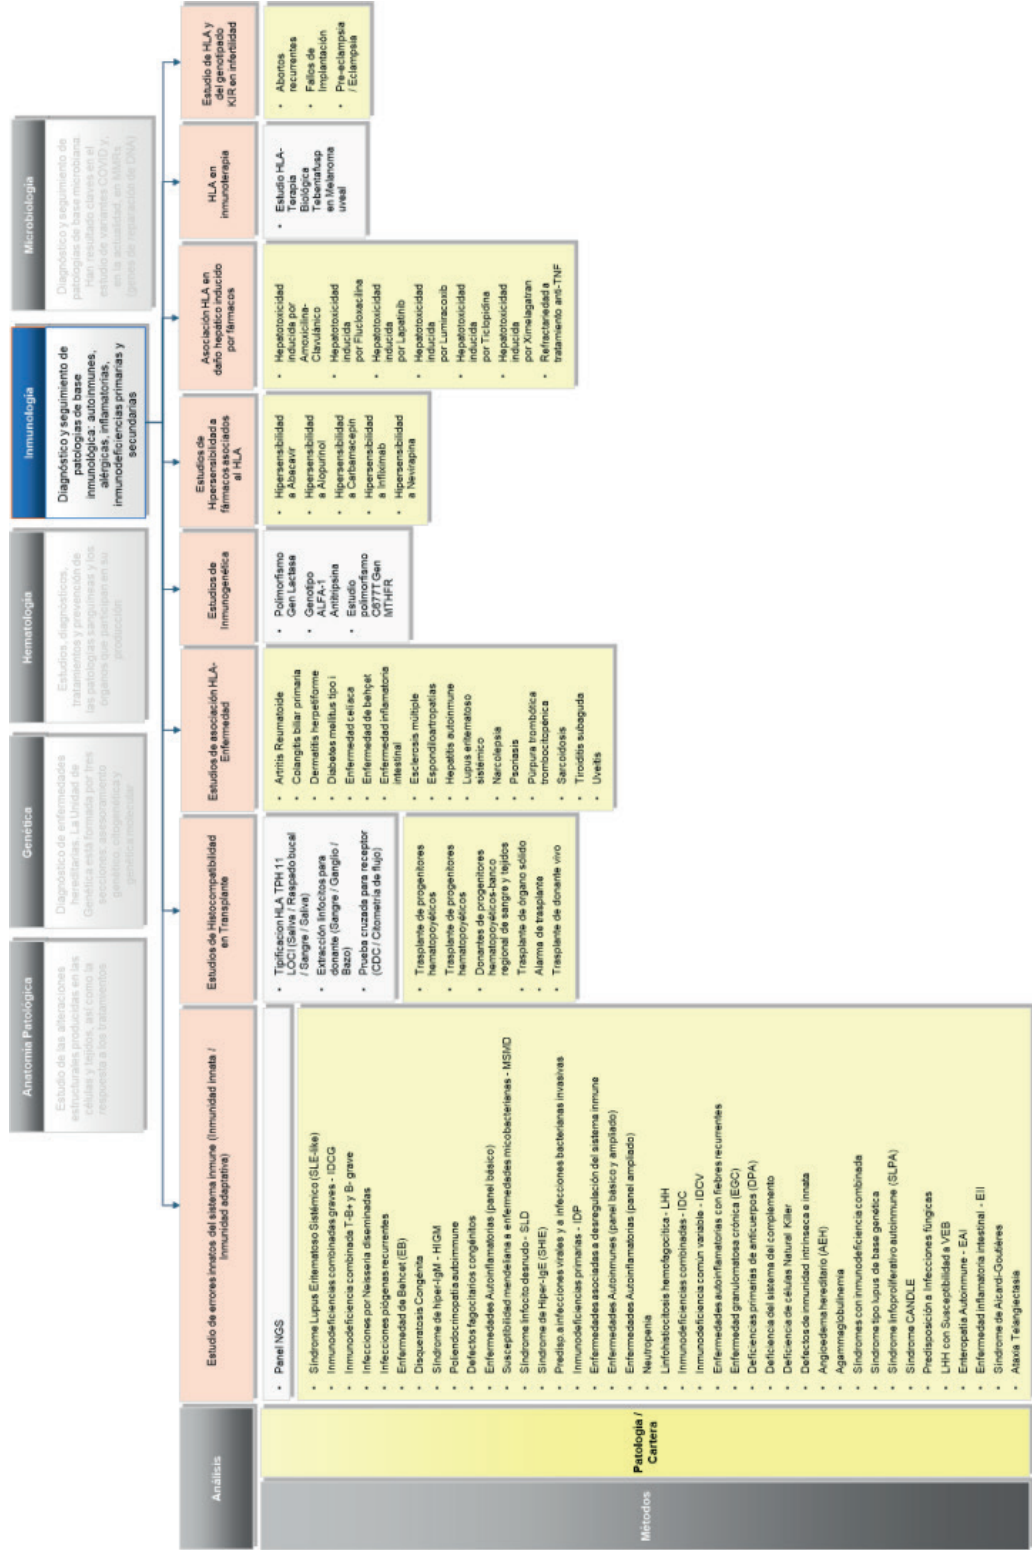 Anatomía Patológica
Estudio de las alteraciones
estructurales producidas en las
células y tejidos, así como la
respuesta a los tratamientos
Genética
Diagnóstico de enfermedades
hereditarias. La Unidad de
Genética está formada por tres
secciones: asesoramiento
genético, citogenética y
genética molecular
Hematología
Estudios, diagnósticos,
tratamientos y prevención de
las patologías sanguíneas y los
órganos que participan en su
producción
Inmunología
Diagnóstico y seguimiento de
patologías de base
inmunológica: autoinmunes,
alérgicas, inflamatorias,
inmunodeficiencias primarias y
secundarias
Microbiología
Diagnóstico y seguimiento de
patologías de base microbiana.
Han resultado claves en el
estudio de variantes COVID y,
en la actualidad, en MMRs
(genes de reparación de DNA)
Análisis
Estudio de errores innatos del sistema inmune (Inmunidad innata /
Inmunidad adaptativa)
Estudios de Histocompatibilidad
en Transplante
Estudios de asociación HLA-
Enfermedad
Estudios de
Inmunogenética
Estudios de
Hipersensibilidad a
fármacos asociados
al HLA
Asociación HLA en
daño hepático inducido
por fármacos
HLA en
inmunoterapia
Estudio de HLA y
del genotipado
KIR en infertilidad
Métodos
Patología /
Cartera
• Panel NGS
• Síndrome Lupus Eritematoso Sistémico (SLE-like)
• Inmunodeficiencias combinadas graves - IDCG
• Inmunodeficiencia combinada T-B+ y B- grave
• Infecciones por Neisseria diseminadas
• Infecciones piógenas recurrentes
• Enfermedad de Behcet (EB)
• Disqueratosis Congénita
• Síndrome de hiper-IgM - HIGM
• Poliendocrinopatía autoinmune
• Defectos fagocitarios congénitos
• Enfermedades Autoinflamatorias (panel básico)
• Susceptibilidad mendeliana a enfermedades micobacterianas - MSMD
• Síndrome linfocito desnudo - SLD
• Síndrome de Hiper-IgE (SHIE)
• Predisp.a infecciones virales y a infecciones bacterianas invasivas
• Inmunodeficiencias primarias - IDP
• Enfermedades asociadas a desregulación del sistema inmune
• Enfermedades Autoinmunes (panel básico y ampliado)
• Enfermedades Autoinflamatorias (panel ampliado)
• Neutropenia
• Linfohistiocitosis hemofagocítica - LHH
• Inmunodeficiencias combinadas - IDC
• Inmunodeficiencia común variable - IDCV
• Enfermedades autoinflamatorias con fiebres recurrentes
• Enfermedad granulomatosa crónica (EGC)
• Deficiencias primarias de anticuerpos (DPA)
• Deficiencia del sistema del complemento
• Deficiencia de células Natural Killer
• Defectos de inmunidad intrínseca e innata
• Angioedema hereditario (AEH)
• Agammaglobulinemia
• Síndromes con inmunodeficiencia combinada
• Síndrome tipo lupus de base genética
• Síndrome linfoproliferativo autoinmune (SLPA)
• Síndrome CANDLE
• Predisposición a Infecciones fúngicas
• LHH con Susceptibilidad a VEB
• Enteropatía Autoinmune - EAI
• Enfermedad inflamatoria intestinal - EII
• Síndrome de Aicardi-Goutières
• Ataxia Telangiectasia
• Tipificacion HLA TPH 11
LOCI (Saliva / Raspado bucal
/ Sangre / Saliva)
• Extracción linfocitos para
donante (Sangre / Ganglio /
Bazo)
• Prueba cruzada para receptor
(CDC / Citometría de flujo)
• Trasplante de progenitores
hematopoyéticos
• Trasplante de progenitores
hematopoyéticos
• Donantes de progenitores
hematopoyéticos-banco
regional de sangre y tejidos
• Trasplante de órgano sólido
• Alarma de trasplante
• Trasplante de donante vivo
• Artritis Reumatoide
• Colangitis biliar primaria
• Dermatitis herpetiforme
• Diabetes mellitus tipo i
• Enfermedad celíaca
• Enfermedad de behçet
• Enfermedad inflamatoria
intestinal
• Esclerosis múltiple
• Espondiloartropatías
• Hepatitis autoinmune
• Lupus eritematoso
sistémico
• Narcolepsia
• Psoriasis
• Púrpura trombótica
trombocitopénica
• Sarcoidosis
• Tiroiditis subaguda
• Uveítis
• Polimorfismo
Gen Lactasa
• Genotipo
ALFA-1
Antitripsina
• Estudio
polimorfismo
C677T Gen
MTHFR
• Hipersensibilidad
a Abacavir
• Hipersensibilidad
a Alopurinol
• Hipersensibilidad
a Carbamacepin
• Hipersensibilidad
a Infliximab
• Hipersensibilidad
a Nevirapina
• Hepatotoxicidad
inducida por
Amoxicilina-
Clavulánico
• Hepatotoxicidad
inducida
por Flucloxacilina
• Hepatotoxicidad
inducida
por Lapatinib
• Hepatotoxicidad
inducida
por Lumiracoxib
• Hepatotoxicidad
inducida
por Ticlopidina
• Hepatotoxicidad
inducida
por Ximelagatran
• Refractariedad a
tratamiento anti-TNF
• Estudio HLA-
Terapia
Biológica
Tebentafusp
en Melanoma
uveal
• Abortos
recurrentes
• Fallos de
Implantación
• Pre-eclampsia
/ Eclampsia